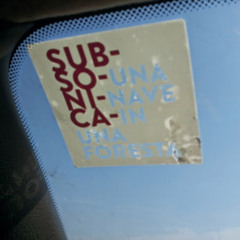 SUB-
SO-UNA
NI-NAVE
CA-IN
UNA
FORESTA